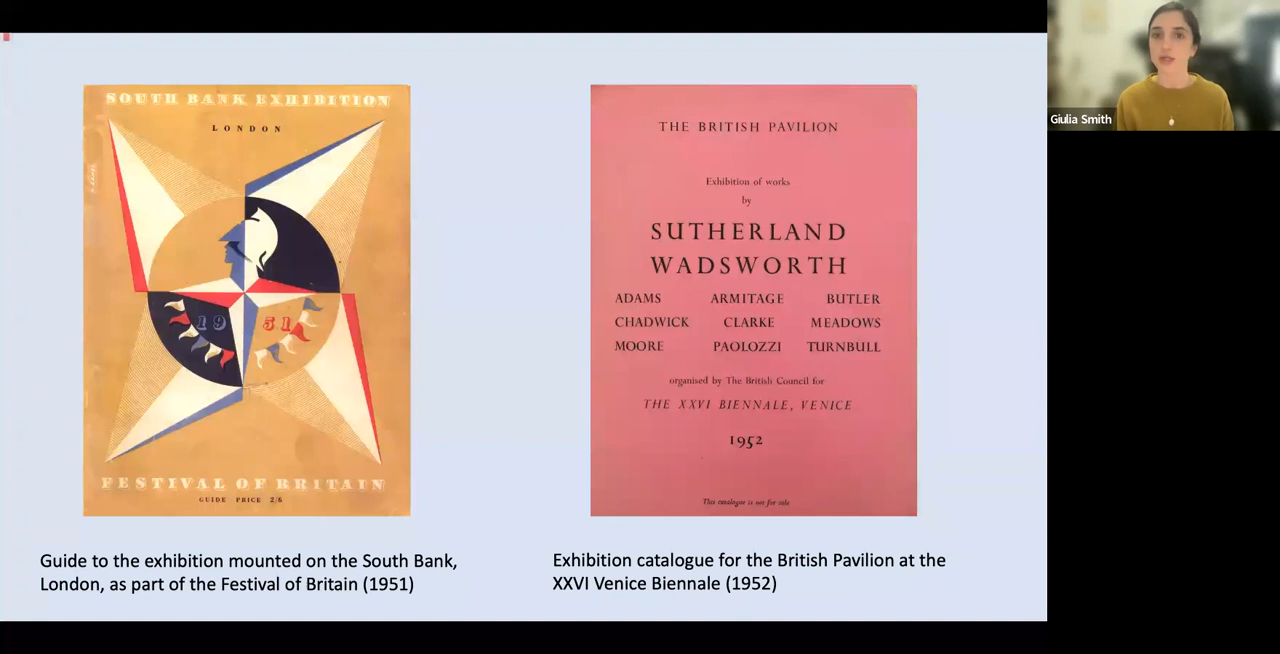 SOUTH BANK EXHIBITION
LONDON
19 51
FESTIVAL OF BRITAIN
GUIDE PRICE 2/6
Guide to the exhibition mounted on the South Bank,
London, as part of the Festival of Britain (1951)
THE BRITISH PAVILION
Exhibition of works
by
SUTHERLAND
WADSWORTH
ADAMS ARMITAGE BUTLER
CHADWICK CLARKE MEADOWS
MOORE PAOLOZZI TURNBULL
organised by The British Council for
THE XXVI BIENNALE, VENICE
1952
This catalogue is not for sale
Exhibition catalogue for the British Pavilion at the
XXVI Venice Biennale (1952)
Giulia Smith